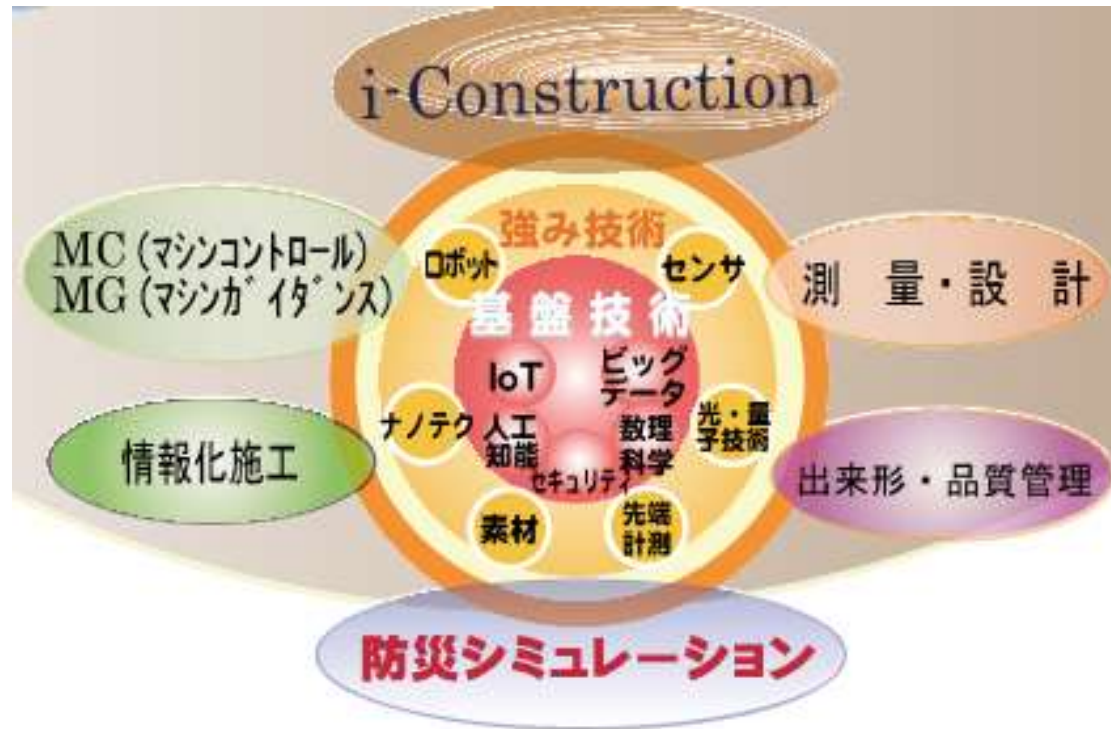 i-Construction
強み技術
MC(マシンコントロール)
MG(マシンガイダンス)
ロボット
センサ
測 量・設 計
基盤技術
IoT
ビッグ
データ
ナノテク
人工
知能
数理
科学
光・量
子技術
セキュリティ
情報化施工
出来形・品質管理
素材
先端
計測
防災シミュレーション